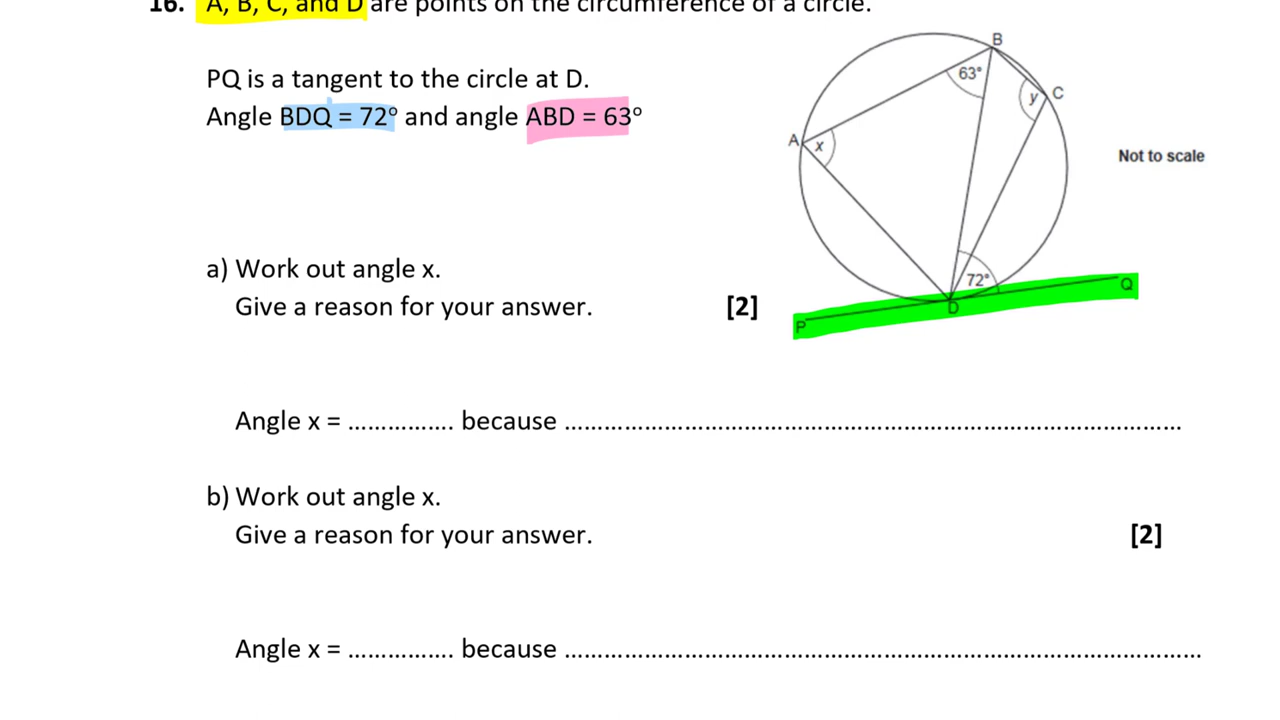 16. A, B, C, and D are points on the circumference of a circle.
PQ is a tangent to the circle at D.
Angle BDQ = 72° and angle ABD = 63°
B
63°
y C
A x
Not to scale
72°
D
P
Q
a) Work out angle x.
Give a reason for your answer. [2]
Angle x = ................ because ...............................................................................................
b) Work out angle x.
Give a reason for your answer. [2]
Angle x = ................ because ..................................................................................................